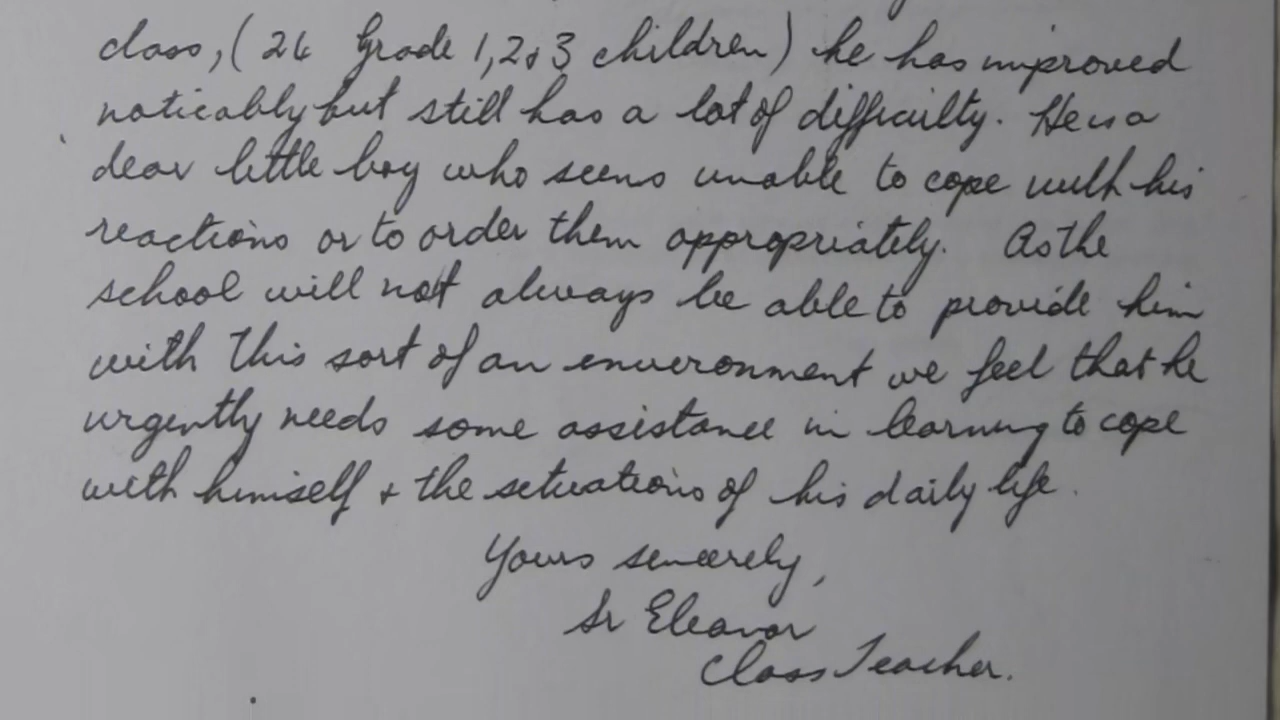 class, (24 Grade 1,2 & 3 children) he has improved
noticably but still has a lot of difficulty. He is a
dear little boy who seems unable to cope with his
reactions or to order them appropriately. As the
school will not always be able to provide him
with this sort of an environment we feel that he
urgently needs some assistance in learning to cope
with himself & the situations of his daily life.
Yours sincerely,
Sr Eleanor
Class Teacher.